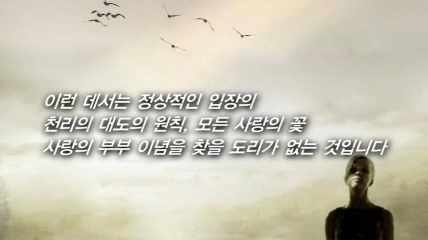 이런 데서는 정상적인 입장의
천리의 대도의 원칙, 모든 사랑의 꽃
사랑의 부부 이념을 찾을 도리가 없는 것입니다